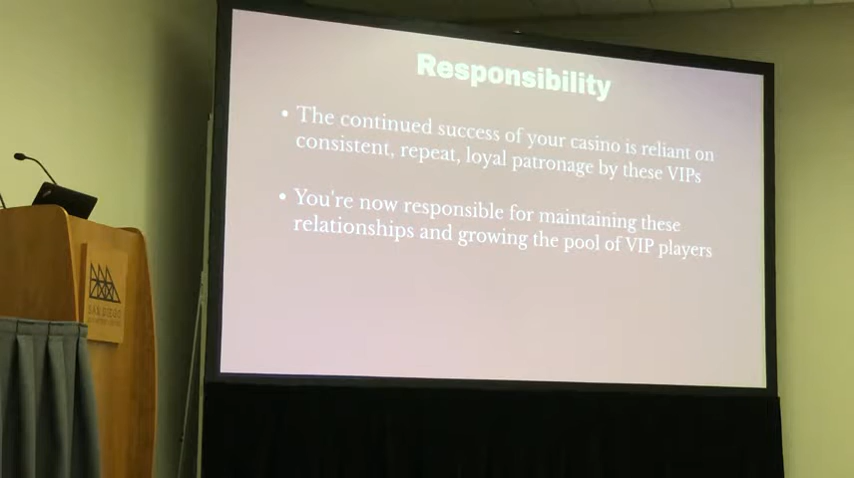 Responsibility
• The continued success of your casino is reliant on
consistent, repeat, loyal patronage by these VIPs
• You're now responsible for maintaining these
relationships and growing the pool of VIP players
SAN DIEGO